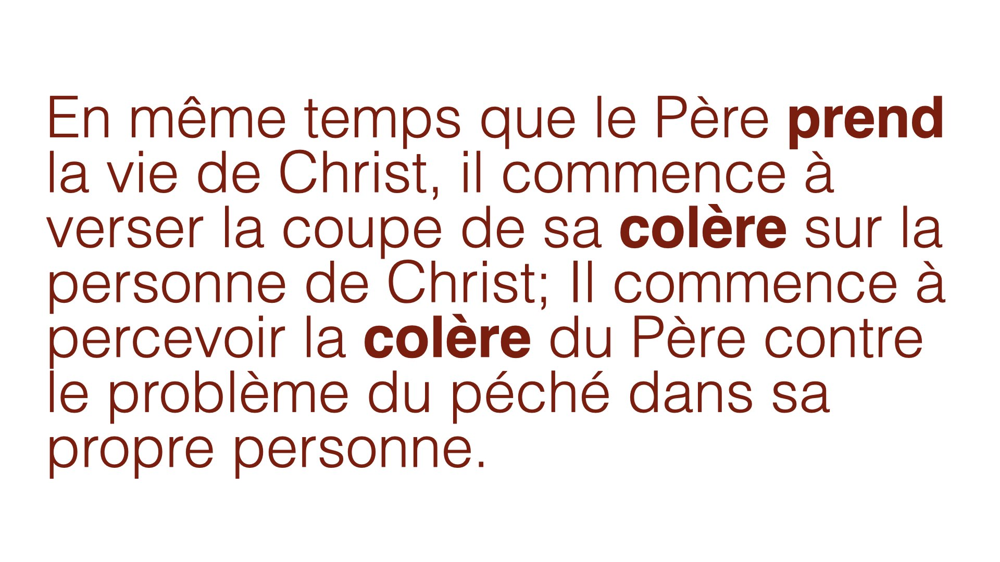 En même temps que le Père prend
la vie de Christ, il commence à
verser la coupe de sa colère sur la
personne de Christ; Il commence à
percevoir la colère du Père contre
le problème du péché dans sa
propre personne.